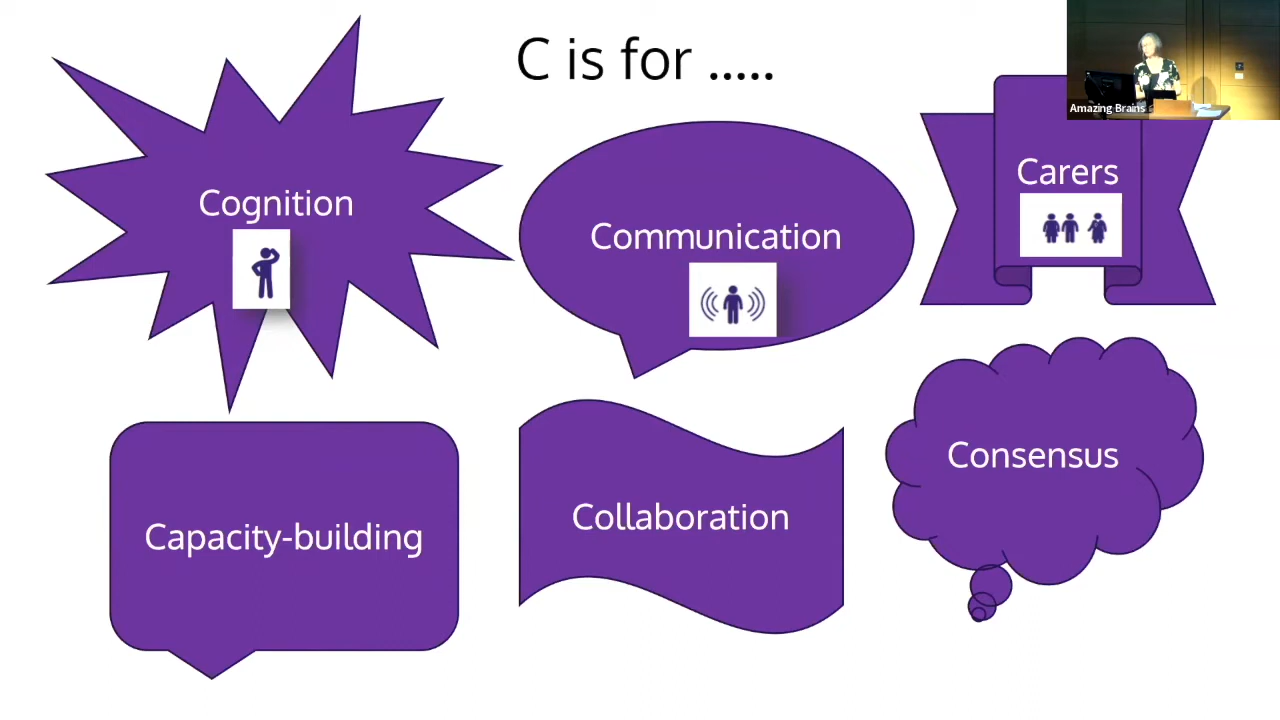 C is for .....
Amazing Brains
Cognition
Communication
Carers
Capacity-building
Collaboration
Consensus